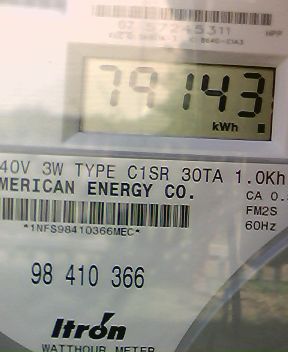 79143
kWh
40V 3W TYPE C1SR 30TA 1.0Kh
MERICAN ENERGY CO.
CA 0.
FM2S
*1NFS98410366MEC*
60Hz
98 410 366
Itrón
WATTHOUR METER